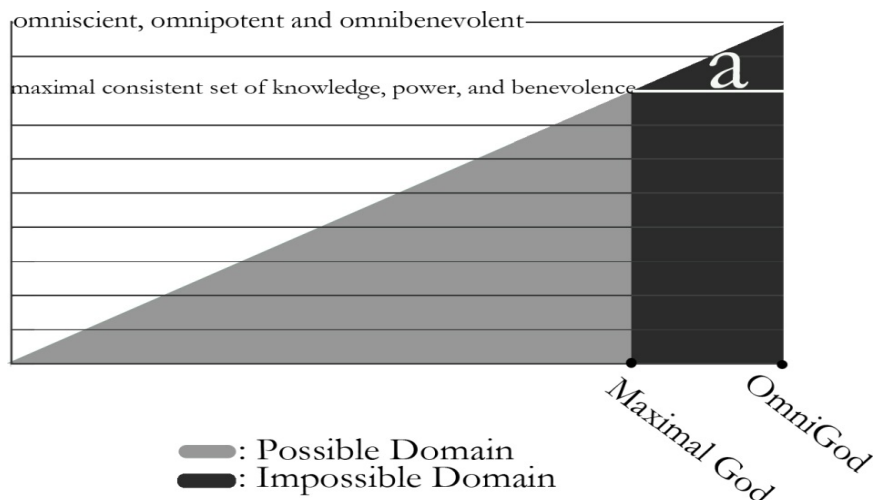 omniscient, omnipotent and omnibenevolent
a
maximal consistent set of knowledge, power, and benevolence
Maximal God
OmniGod
: Possible Domain
: Impossible Domain